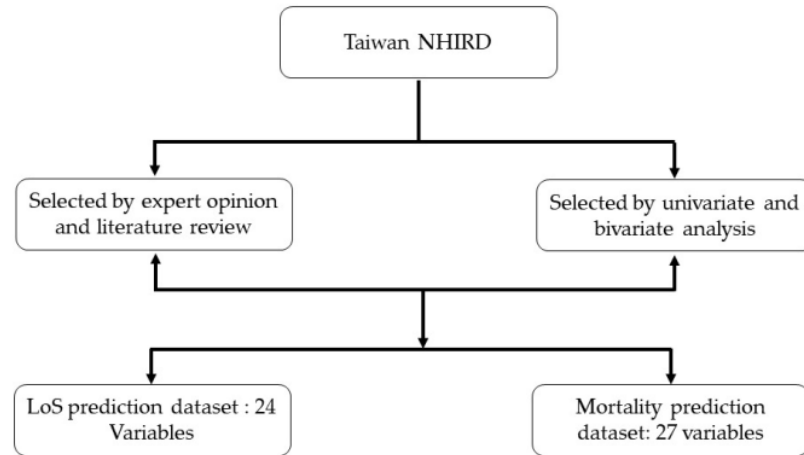 Taiwan NHIRD
Selected by expert opinion
and literature review
Selected by univariate and
bivariate analysis
LoS prediction dataset : 24
Variables
Mortality prediction
dataset: 27 variables